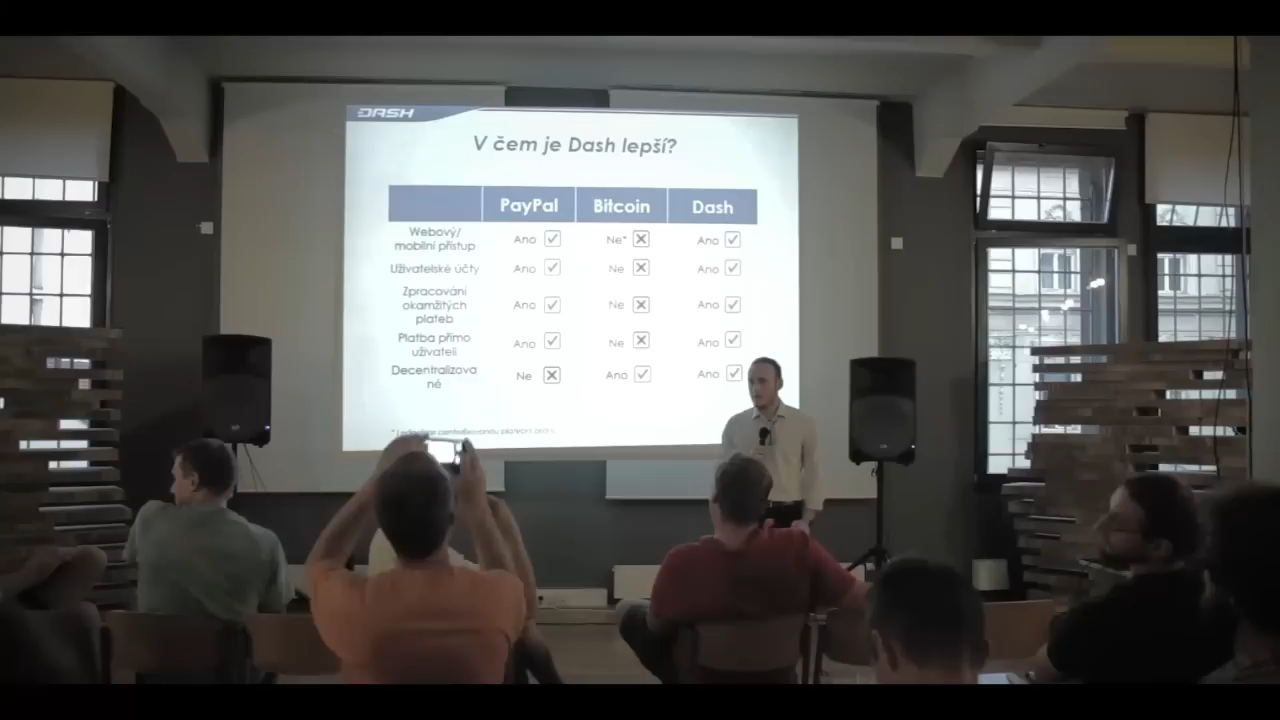 DASH
V čem je Dash lepší?
PayPal Bitcoin Dash
Webový/
mobilní přístup Ano Ne* Ano
Uživatelské účty Ano Ne Ano
Zpracování
okamžitých Ano Ne Ano
plateb
Platba přímo
uživateli Ano Ne Ano
Decentralizova
né Ne Ano Ano